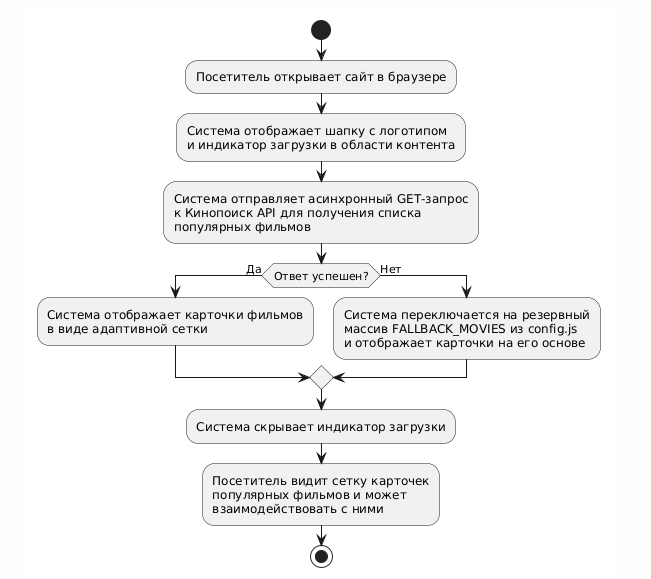 Посетитель открывает сайт в браузере
Система отображает шапку с логотипом
и индикатор загрузки в области контента
Система отправляет асинхронный GET-запрос
к Кинопоиск API для получения списка
популярных фильмов
Ответ успешен?
Да
Нет
Система отображает карточки фильмов
в виде адаптивной сетки
Система переключается на резервный
массив FALLBACK_MOVIES из config.js
и отображает карточки на его основе
Система скрывает индикатор загрузки
Посетитель видит сетку карточек
популярных фильмов и может
взаимодействовать с ними